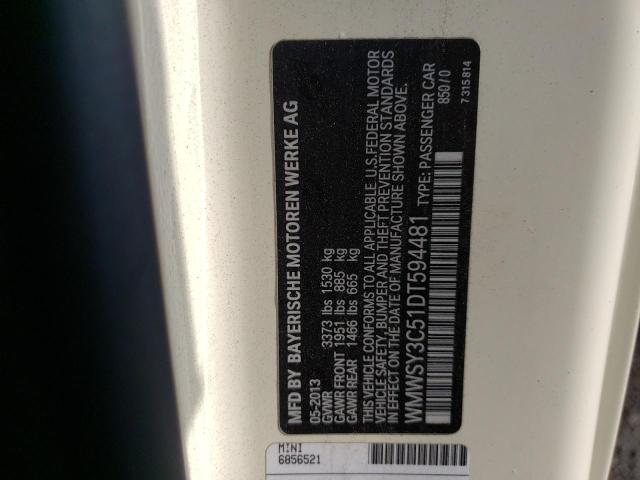 MFD BY BAYERISCHE MOTOREN WERKE AG
05-2013
GVWR 3373 lbs 1530 kg
GAWR FRONT 1951 lbs 885 kg
GAWR REAR 1466 lbs 665 kg
THIS VEHICLE CONFORMS TO ALL APPLICABLE U.S.FEDERAL MOTOR
VEHICLE SAFETY, BUMPER AND THEFT PREVENTION STANDARDS
IN EFFECT ON THE DATE OF MANUFACTURE SHOWN ABOVE.
WMWSY3C51DT594481 TYPE: PASSENGER CAR
850 / 0
7315814
MINI
6856521